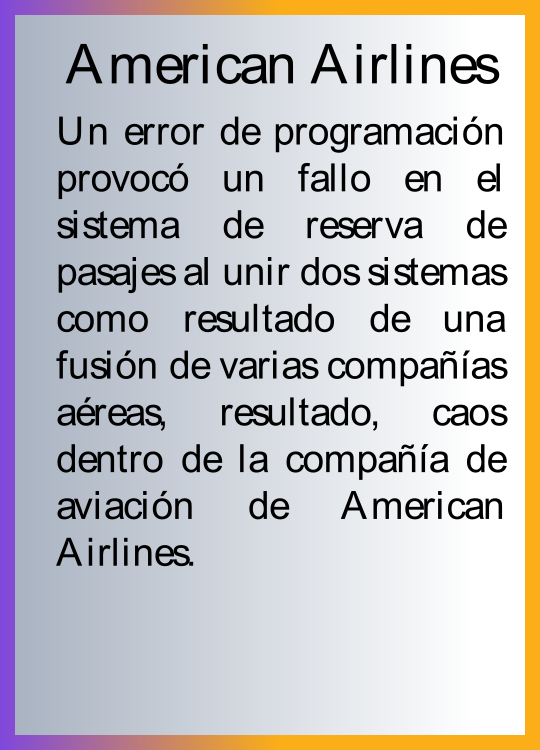 American Airlines
Un error de programación
provocó un fallo en el
sistema de reserva de
pasajes al unir dos sistemas
como resultado de una
fusión de varias compañías
aéreas, resultado, caos
dentro de la compañía de
aviación de American
Airlines.